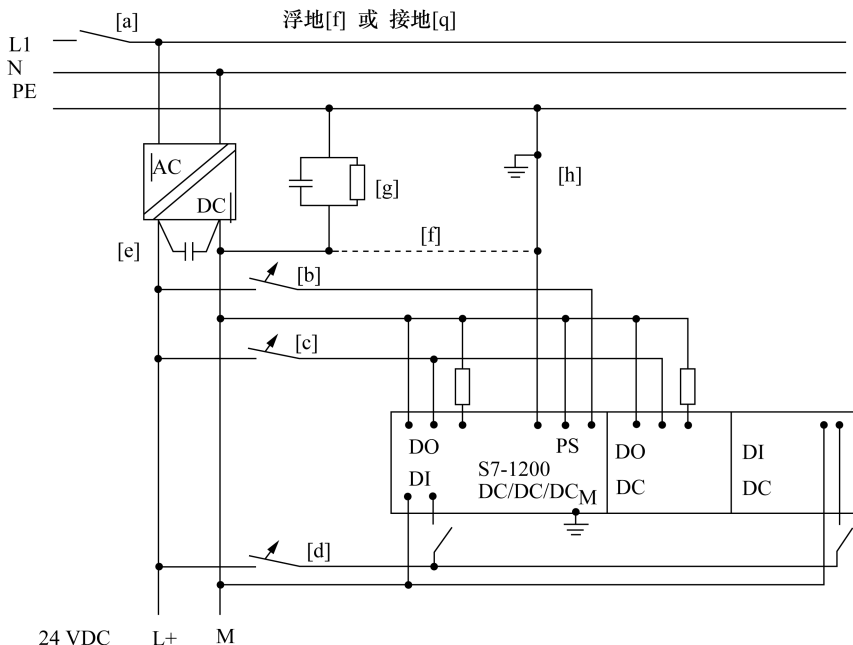 浮地[f] 或 接地[q]
[a]
L1
N
PE
AC
DC
[g]
[h]
[e]
[f]
[b]
[c]
DO
PS
DO
DI
DI
S7-1200
DC/DC/DC
M
DC
DC
[d]
24 VDC L+ M